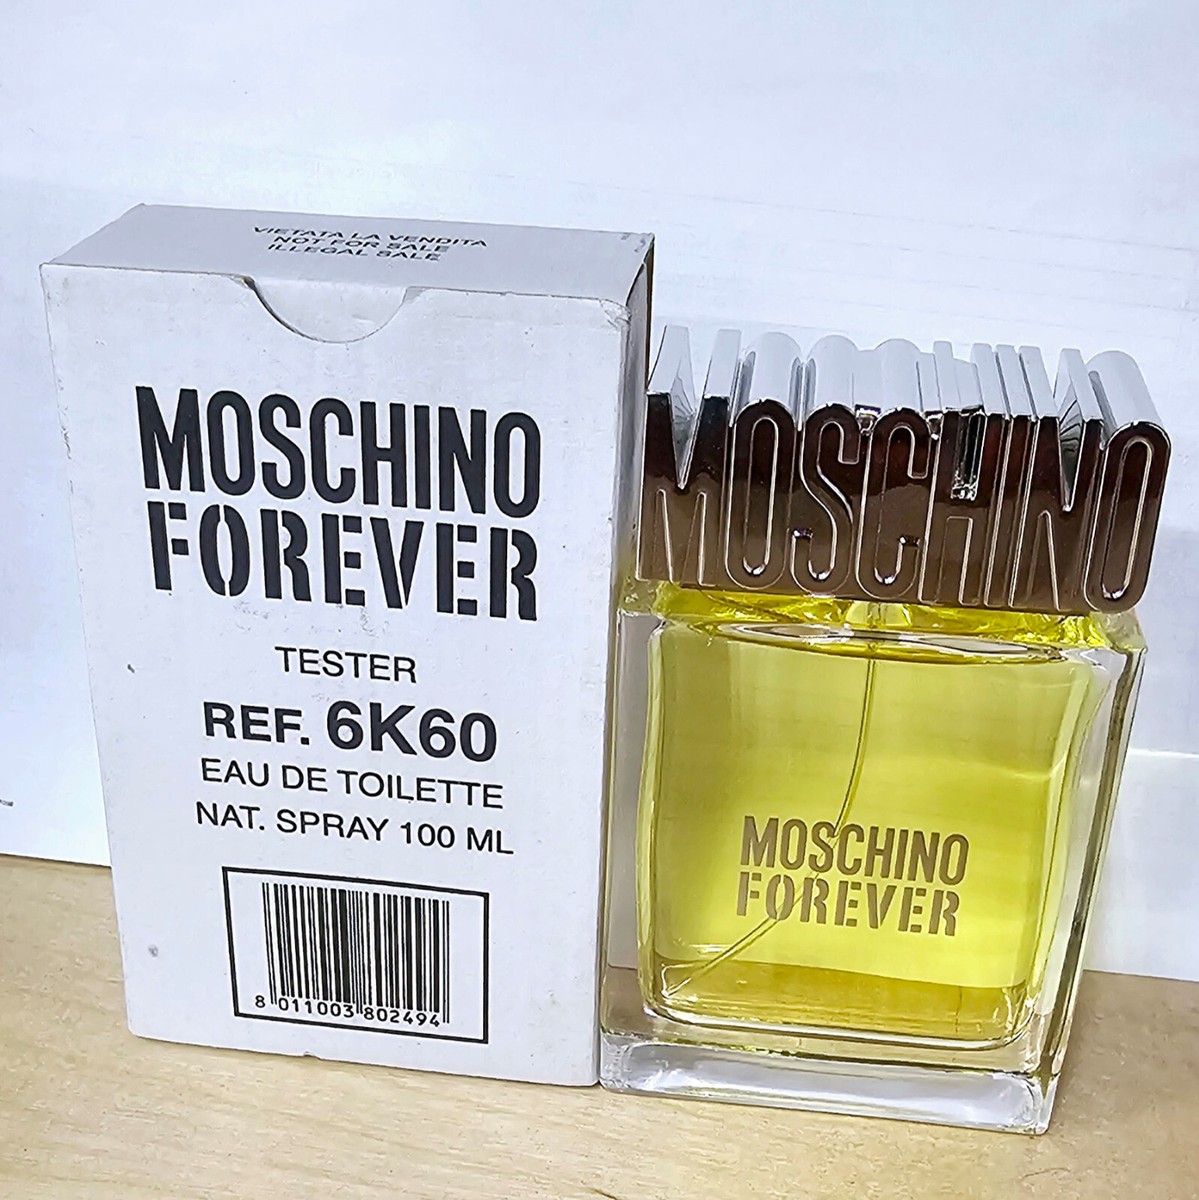 VIETATA LA VENDITA
NOT FOR SALE
ILLEGAL SALE
MOSCHINO
FOREVER
TESTER
REF. 6K60
EAU DE TOILETTE
NAT. SPRAY 100 ML
8 011003 802494
MOSCHINO
MOSCHINO
FOREVER